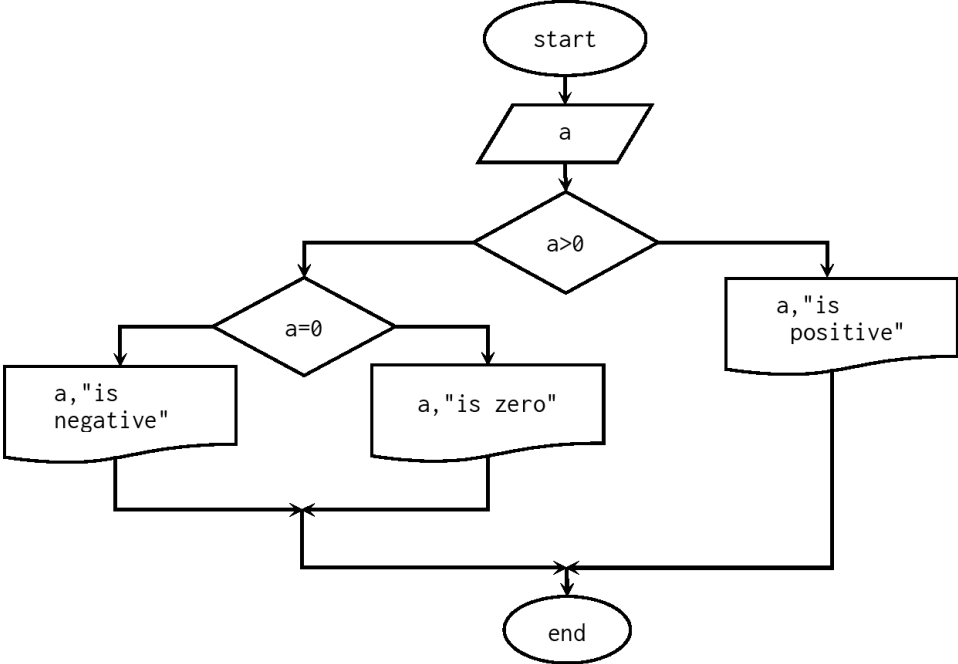 start
a
a>0
a,"is
positive"
a=0
a,"is
negative"
a,"is zero"
end